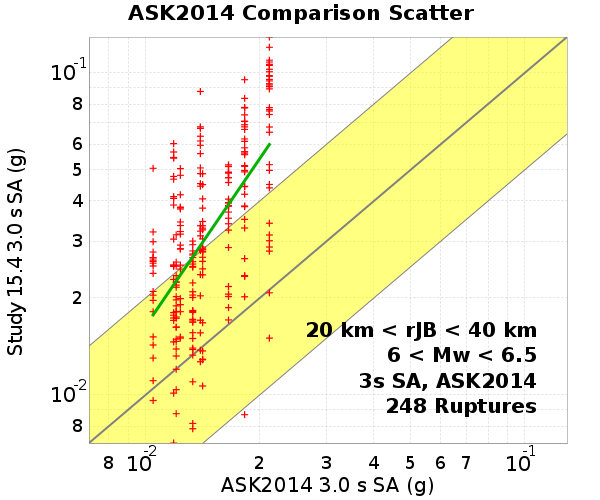 ASK2014 Comparison Scatter
Study 15.4 3.0 s SA (g)
10⁻¹
8
6
5
4
3
2
10⁻²
8
20 km < rJB < 40 km
6 < Mw < 6.5
3s SA, ASK2014
248 Ruptures
8 10⁻² 2 3 4 5 6 7 10⁻¹
ASK2014 3.0 s SA (g)